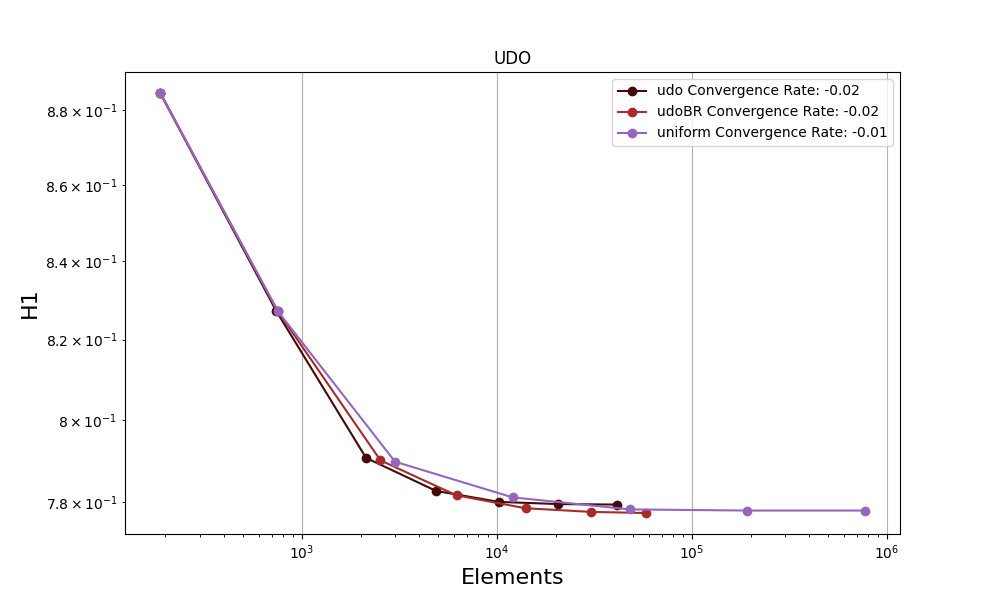 UDO
udo Convergence Rate: -0.02
udoBR Convergence Rate: -0.02
uniform Convergence Rate: -0.01
8.8 × 10⁻¹
8.6 × 10⁻¹
8.4 × 10⁻¹
8.2 × 10⁻¹
8 × 10⁻¹
7.8 × 10⁻¹
H1
10³ 10⁴ 10⁵ 10⁶
Elements